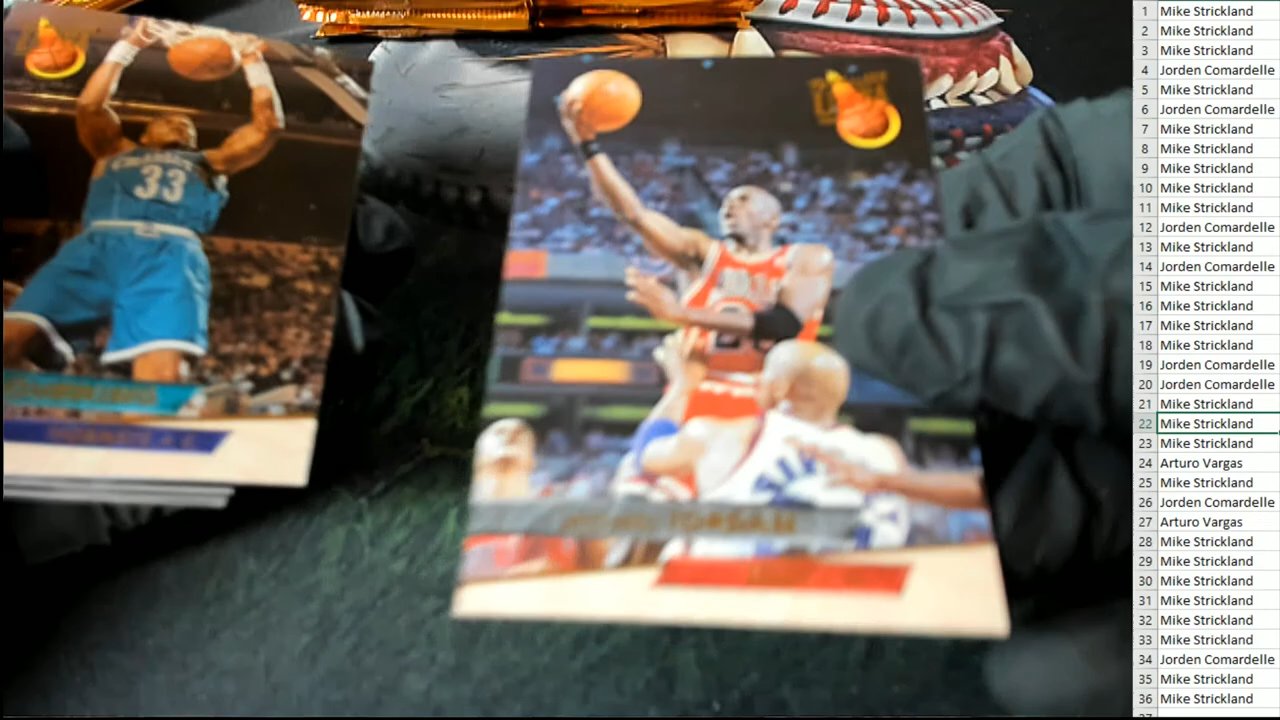 33
JORDAN
1 Mike Strickland
2 Mike Strickland
3 Mike Strickland
4 Jorden Comardelle
5 Mike Strickland
6 Jorden Comardelle
7 Mike Strickland
8 Mike Strickland
9 Mike Strickland
10 Mike Strickland
11 Mike Strickland
12 Jorden Comardelle
13 Mike Strickland
14 Jorden Comardelle
15 Mike Strickland
16 Mike Strickland
17 Mike Strickland
18 Mike Strickland
19 Jorden Comardelle
20 Jorden Comardelle
21 Mike Strickland
22 Mike Strickland
23 Mike Strickland
24 Arturo Vargas
25 Mike Strickland
26 Jorden Comardelle
27 Arturo Vargas
28 Mike Strickland
29 Mike Strickland
30 Mike Strickland
31 Mike Strickland
32 Mike Strickland
33 Mike Strickland
34 Jorden Comardelle
35 Mike Strickland
36 Mike Strickland